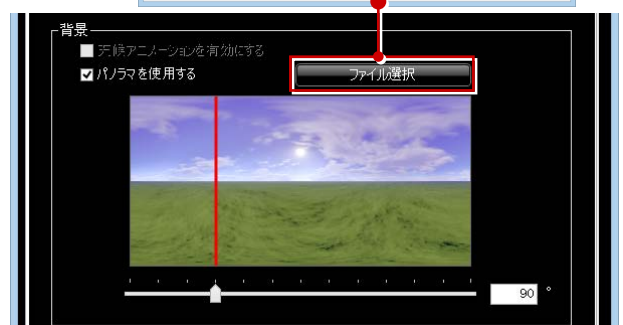 背景
天候アニメーションを有効にする
パノラマを使用する
ファイル選択
90 °